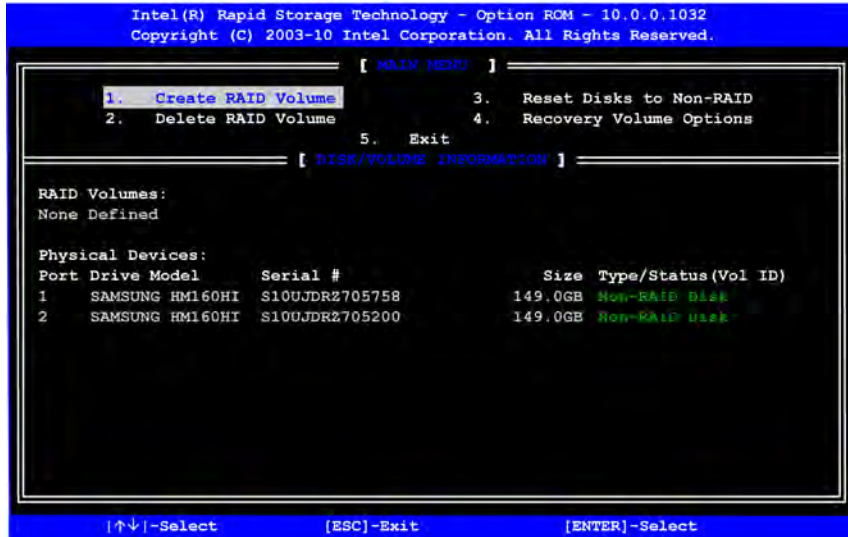 Intel(R) Rapid Storage Technology - Option ROM - 10.0.0.1032
Copyright (C) 2003-10 Intel Corporation. All Rights Reserved.
[ MAIN MENU ]
1. Create RAID Volume 3. Reset Disks to Non-RAID
2. Delete RAID Volume 4. Recovery Volume Options
5. Exit
[ DISK/VOLUME INFORMATION ]
RAID Volumes:
None Defined
Physical Devices:
Port Drive Model Serial # Size Type/Status(Vol ID)
1 SAMSUNG HM160HI S10UJDRZ705758 149.0GB Non-RAID Disk
2 SAMSUNG HM160HI S10UJDRZ705200 149.0GB Non-RAID Disk
[↑↓]-Select [ESC]-Exit [ENTER]-Select